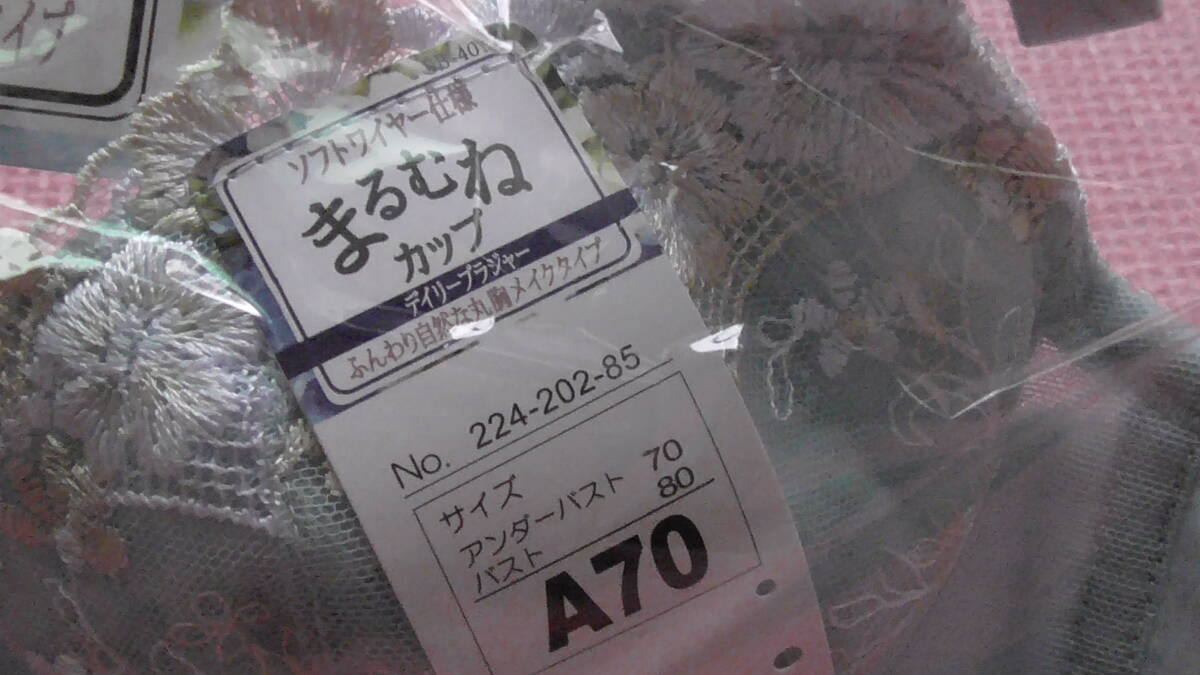 ソフトワイヤー仕様
まるむね
カップ
デイリーブラジャー
ふんわり自然な丸胸メイクタイプ
No. 224-202-85
サイズ
アンダーバスト 70
バスト 80
A70